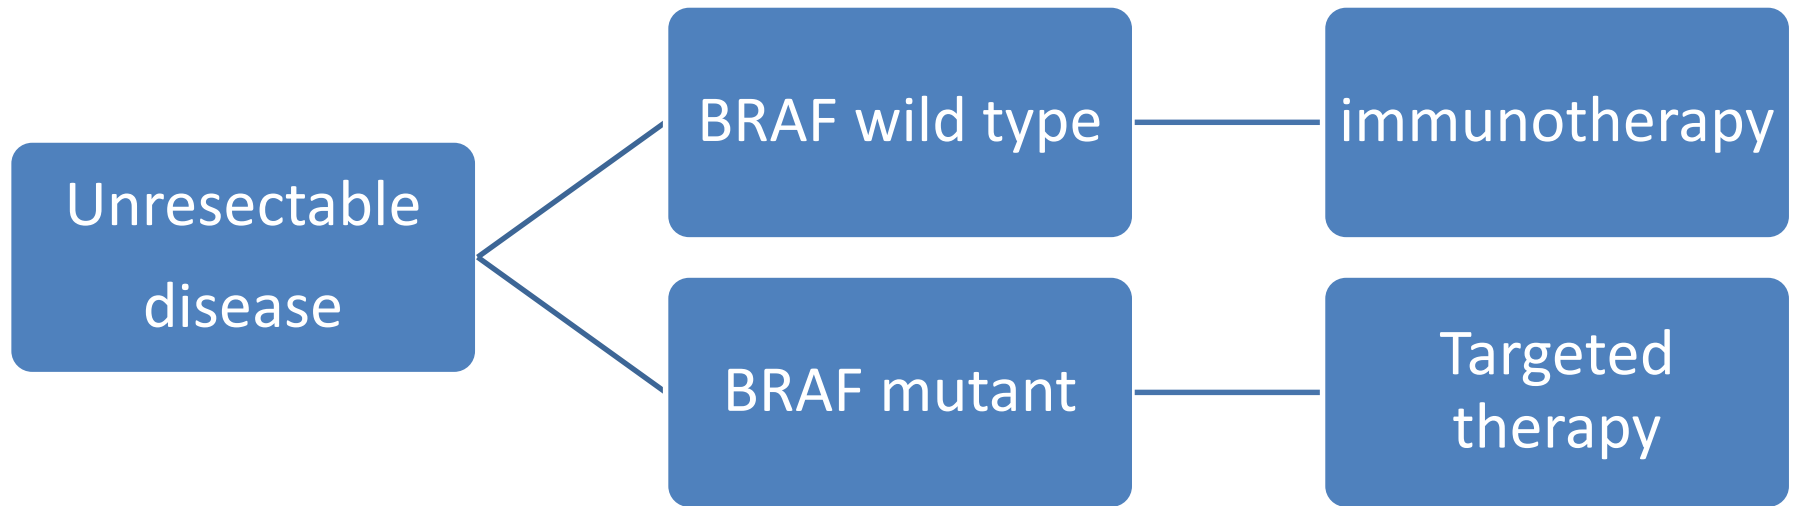 Unresectable
disease
BRAF wild type
immunotherapy
BRAF mutant
Targeted
therapy